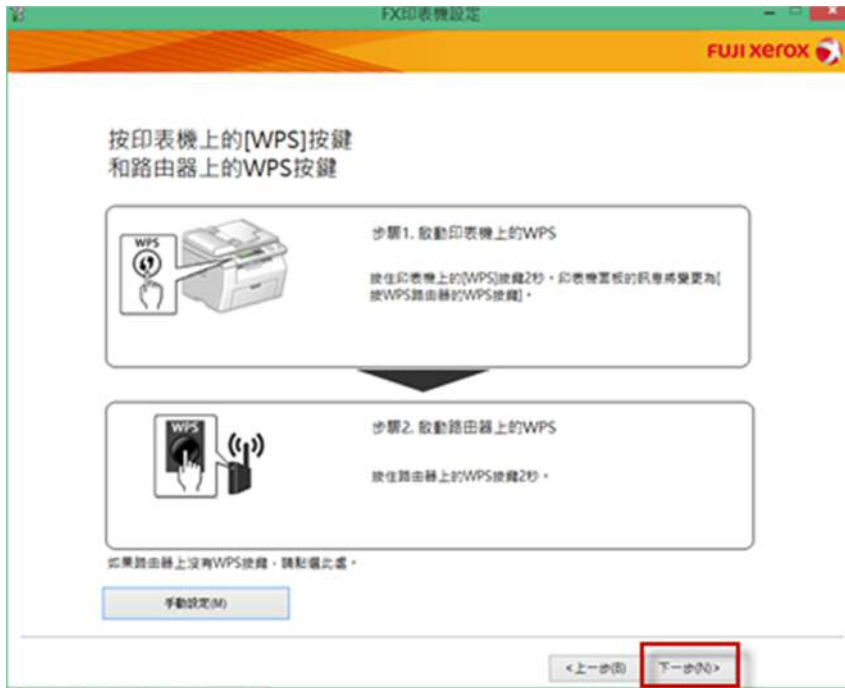 FX印表機設定
FUJI xerox
按印表機上的[WPS]按鍵
和路由器上的WPS按鍵
WPS
步驟1. 啟動印表機上的WPS
按住印表機上的[WPS]按鍵2秒。印表機面板的訊息將變更為[
按WPS路由器的WPS按鍵]。
WPS
步驟2. 啟動路由器上的WPS
按住路由器上的WPS按鍵2秒。
如果路由器上沒有WPS按鍵，請點選此處。
手動設定(M)
<上一步(B)
下一步(N)>